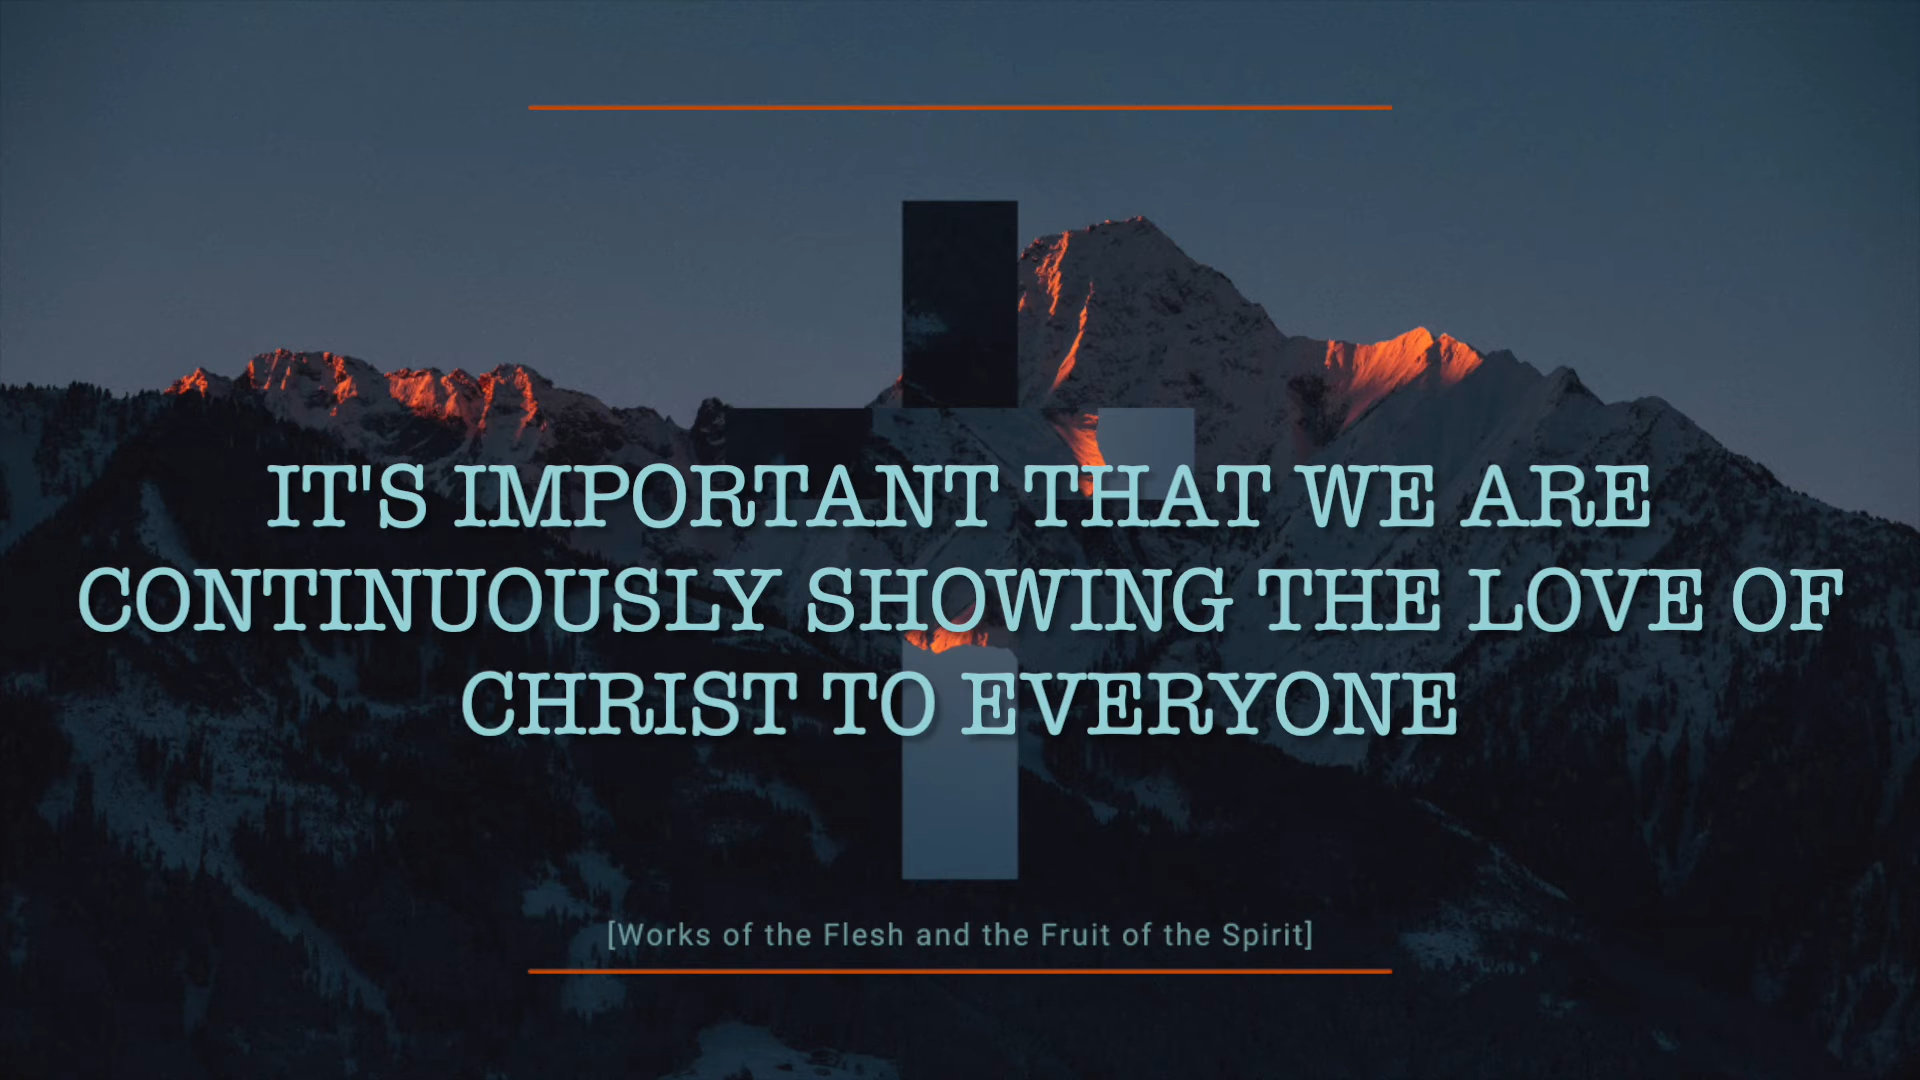 IT'S IMPORTANT THAT WE ARE
CONTINUOUSLY SHOWING THE LOVE OF
CHRIST TO EVERYONE
[Works of the Flesh and the Fruit of the Spirit]